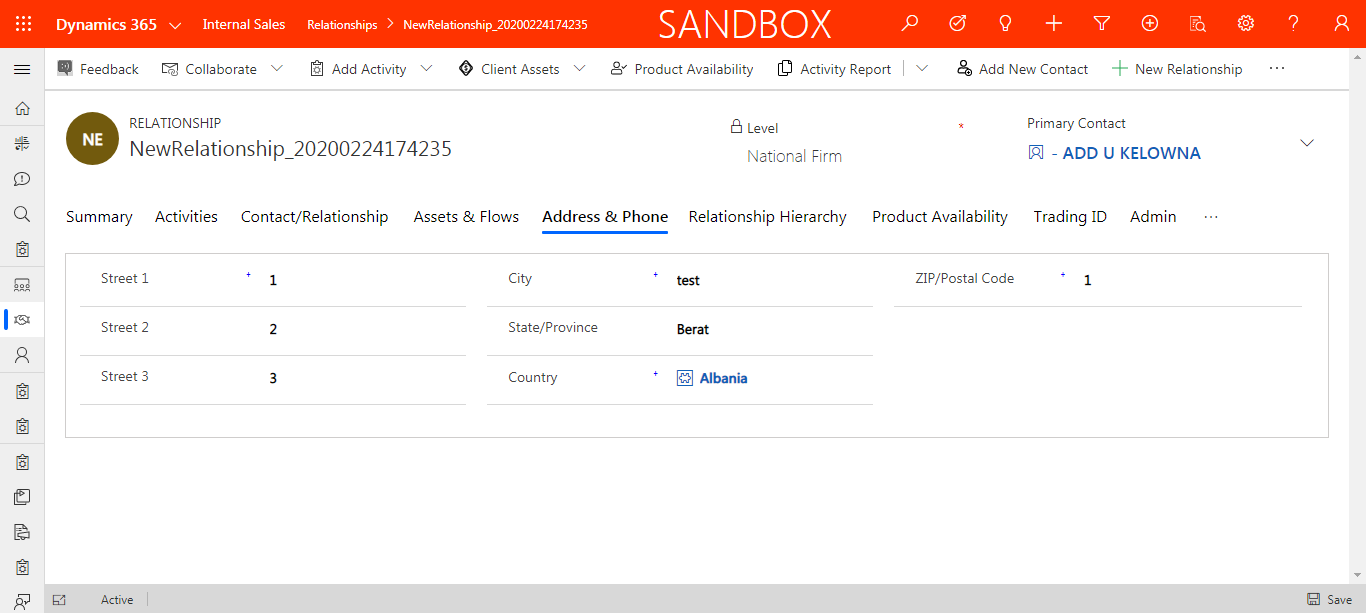 Dynamics 365 Internal Sales Relationships > NewRelationship_20200224174235 SANDBOX
Feedback Collaborate Add Activity Client Assets Product Availability Activity Report Add New Contact New Relationship ...
NE
RELATIONSHIP
NewRelationship_20200224174235
Level *
National Firm
Primary Contact
- ADD U KELOWNA
Summary Activities Contact/Relationship Assets & Flows Address & Phone Relationship Hierarchy Product Availability Trading ID Admin ...
Street 1 + 1 City + test ZIP/Postal Code + 1
Street 2 2 State/Province Berat
Street 3 3 Country + Albania
Active Save